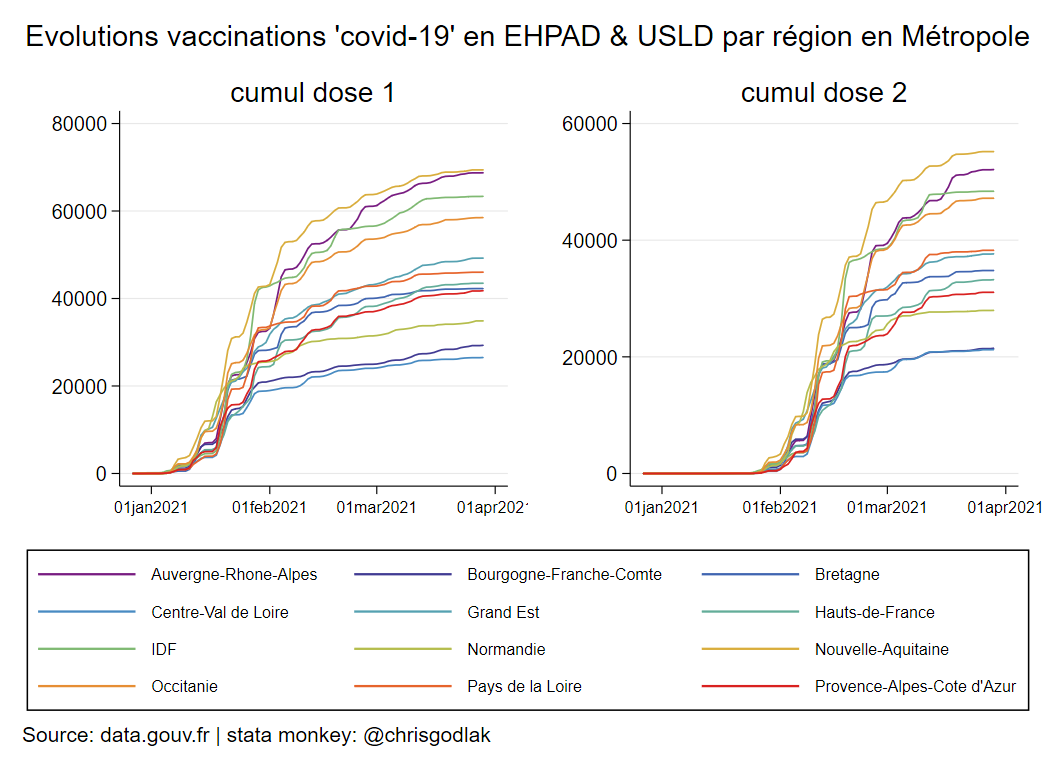 Evolutions vaccinations 'covid-19' en EHPAD & USLD par région en Métropole
cumul dose 1
80000
60000
40000
20000
0
01jan2021 01feb2021 01mar2021 01apr202
cumul dose 2
60000
40000
20000
0
01jan2021 01feb2021 01mar2021 01apr2021
Auvergne-Rhone-Alpes Bourgogne-Franche-Comte Bretagne
Centre-Val de Loire Grand Est Hauts-de-France
IDF Normandie Nouvelle-Aquitaine
Occitanie Pays de la Loire Provence-Alpes-Cote d'Azur
Source: data.gouv.fr | stata monkey: @chrisgodlak